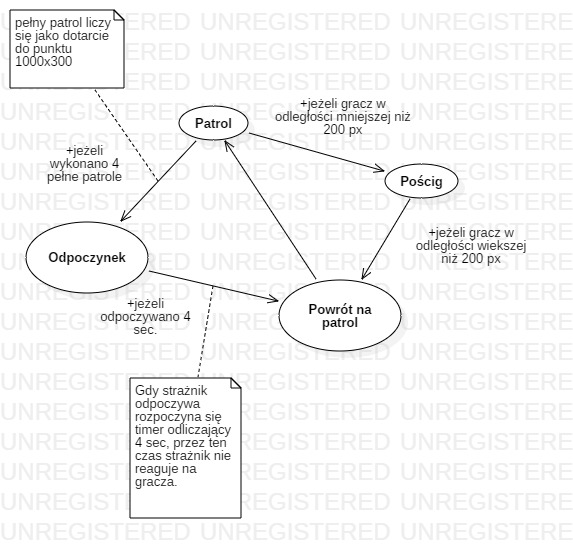 pełny patrol liczy
się jako dotarcie
do punktu
1000x300
Patrol
+jeżeli gracz w
odległości mniejszej niż
200 px
+jeżeli
wykonano 4
pełne patrole
Pościg
+jeżeli gracz w
odległości wiekszej
niż 200 px
Odpoczynek
+jeżeli
odpoczywano 4
sec.
Powrót na
patrol
Gdy strażnik
odpoczywa
rozpoczyna się
timer odliczający
4 sec, przez ten
czas strażnik nie
reaguje na
gracza.
UNREGISTERED